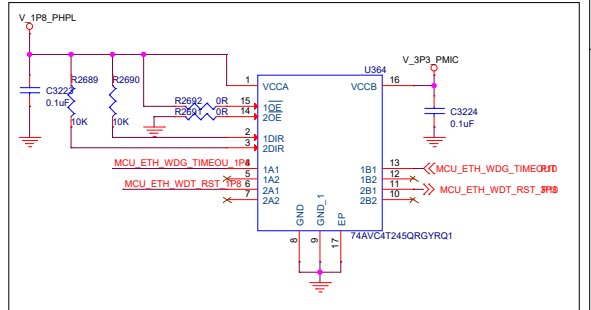 V_1P8_PHPL
V_3P3_PMIC
U364
R2689
R2690
C3223
0.1uF
10K
10K
1
VCCA
VCCB
16
R2692
0R
15
1OE
R2691
0R
14
2OE
C3224
0.1uF
2
1DIR
3
2DIR
MCU_ETH_WDG_TIMEOU_1P8
4
1A1
1B1
13
5
1A2
1B2
12
MCU_ETH_WDT_RST_1P8
6
2A1
2B1
11
MCU_ETH_WDT_RST_3P3
7
2A2
2B2
10
GND
GND_1
EP
8
9
17
74AVC4T245QRGYRQ1